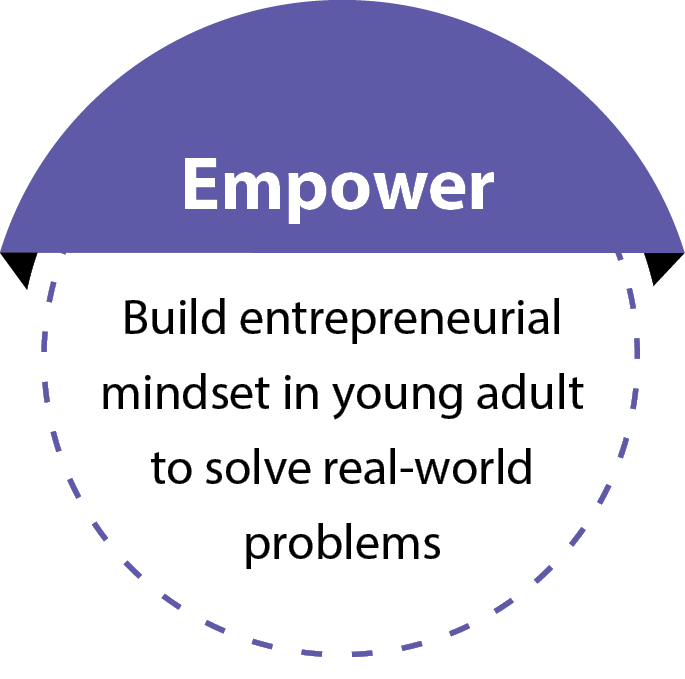 Empower
Build entrepreneurial
mindset in young adult
to solve real-world
problems